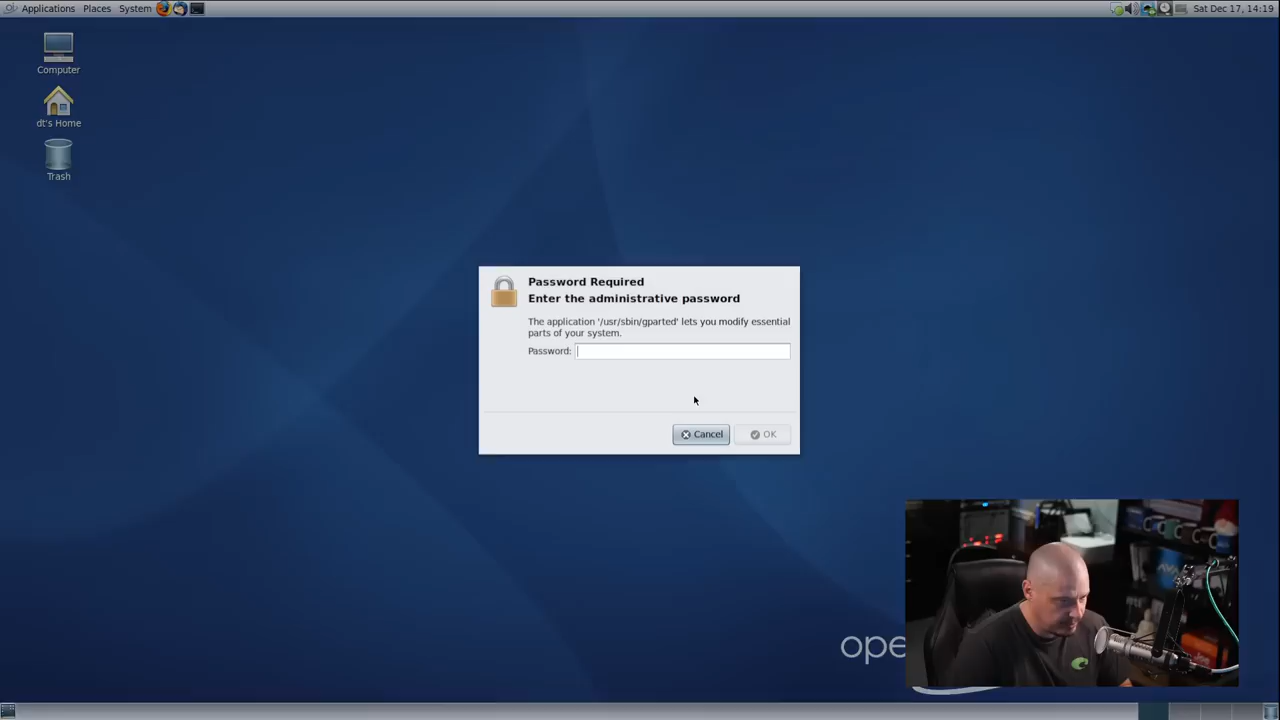 Applications Places System
Sat Dec 17, 14:19
Computer
dt's Home
Trash
Password Required
Enter the administrative password
The application '/usr/sbin/gparted' lets you modify essential
parts of your system.
Password:
Cancel OK
ope